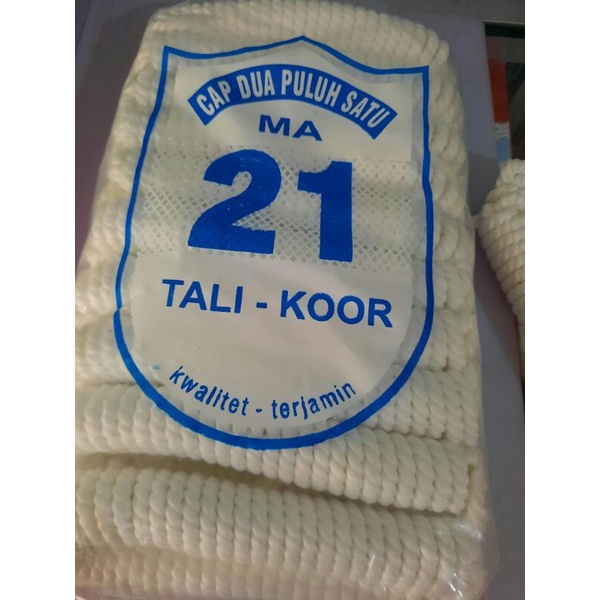 CAP DUA PULUH SATU
MA
21
TALI - KOOR
kwalitet - terjamin